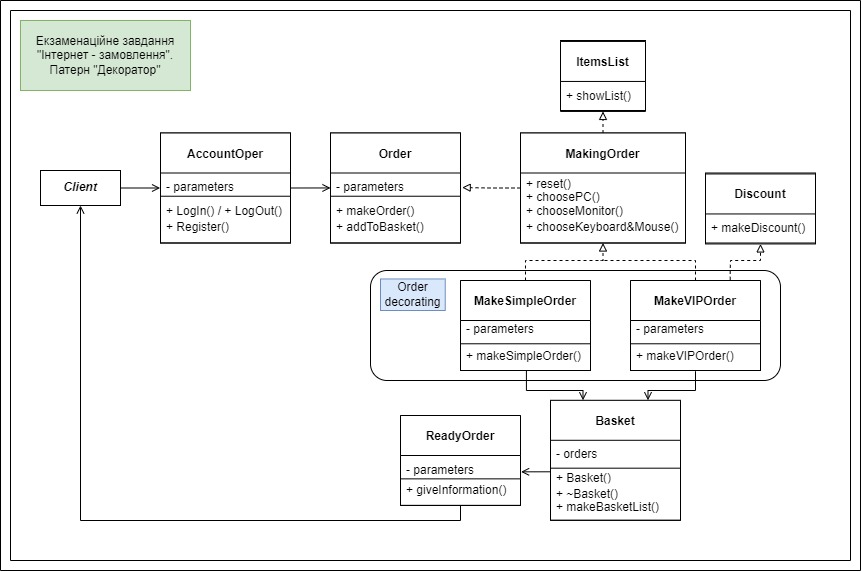 Екзаменаційне завдання
"Інтернет - замовлення".
Патерн "Декоратор"
ItemsList
+ showList()
Client
AccountOper
- parameters
+ LogIn() / + LogOut()
+ Register()
Order
- parameters
+ makeOrder()
+ addToBasket()
MakingOrder
+ reset()
+ choosePC()
+ chooseMonitor()
+ chooseKeyboard&Mouse()
Discount
+ makeDiscount()
Order
decorating
MakeSimpleOrder
- parameters
+ makeSimpleOrder()
MakeVIPOrder
- parameters
+ makeVIPOrder()
ReadyOrder
- parameters
+ giveInformation()
Basket
- orders
+ Basket()
+ ~Basket()
+ makeBasketList()